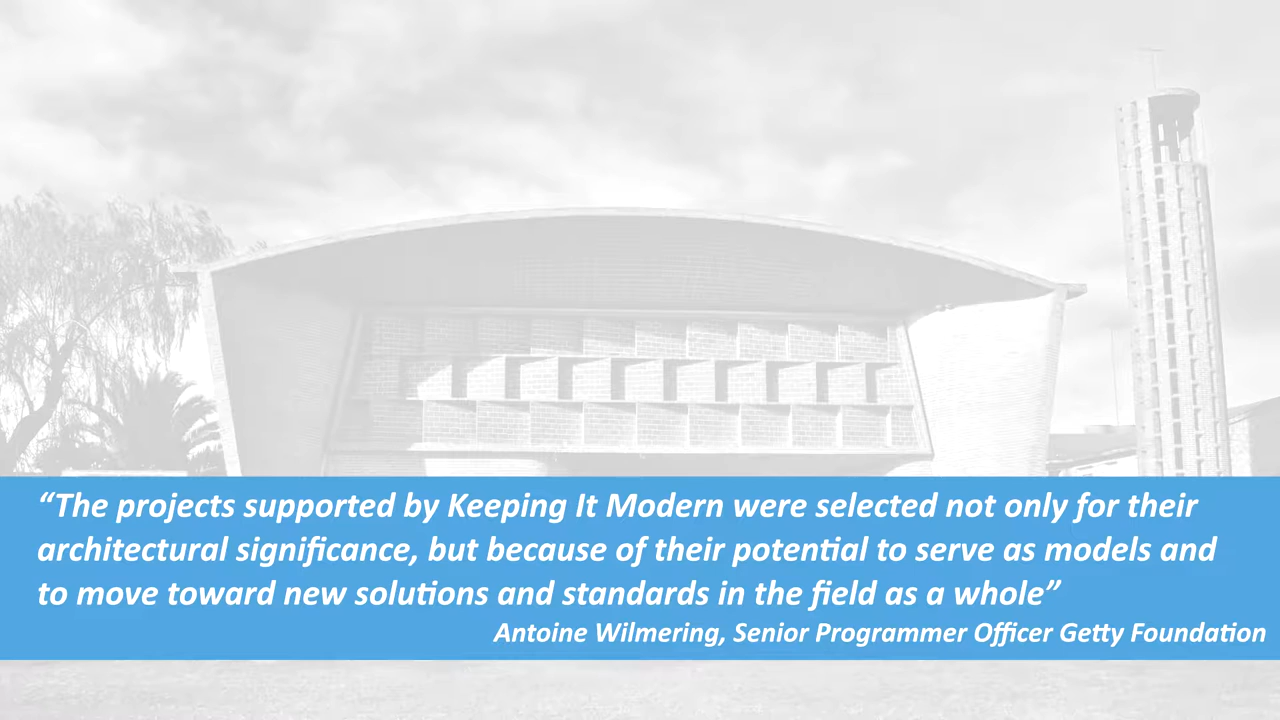 “The projects supported by Keeping It Modern were selected not only for their
architectural significance, but because of their potential to serve as models and
to move toward new solutions and standards in the field as a whole”
Antoine Wilmering, Senior Programmer Officer Getty Foundation